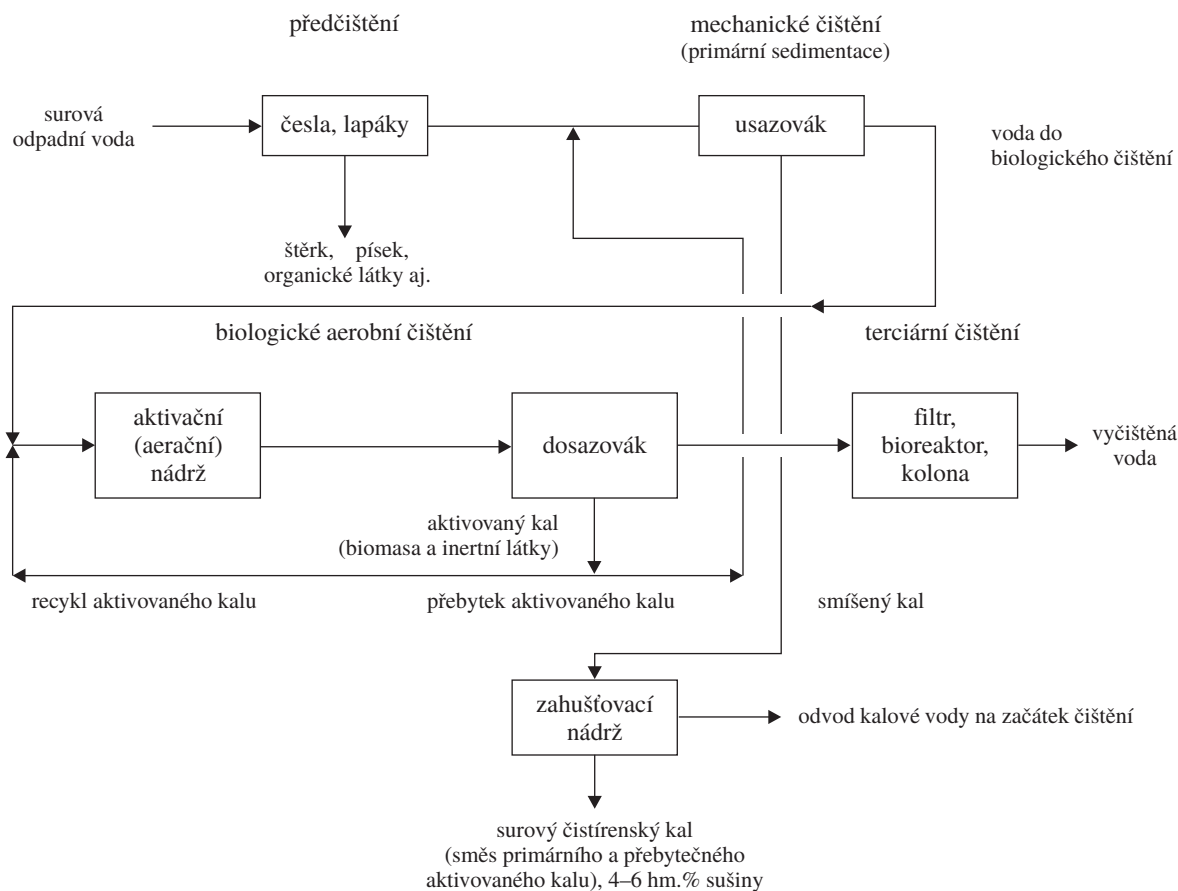 předčištění
mechanické čištění
(primární sedimentace)
surová
odpadní voda
česla, lapáky
usazovák
voda do
biologického čištění
štěrk, písek,
organické látky aj.
biologické aerobní čištění
terciární čištění
aktivační
(aerační)
nádrž
dosazovák
filtr,
bioreaktor,
kolona
vyčištěná
voda
aktivovaný kal
(biomasa a inertní látky)
recykl aktivovaného kalu
přebytek aktivovaného kalu
smíšený kal
zahušťovací
nádrž
odvod kalové vody na začátek čištění
surový čistírenský kal
(směs primárního a přebytečného
aktivovaného kalu), 4–6 hm.% sušiny